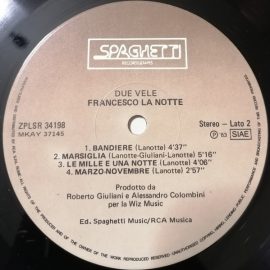 SPAGHETTI
RECORDS & TAPES
DUE VELE
FRANCESCO LA NOTTE
ZPLSR 34198
MKAY 37145
Stereo - Lato 2
P 83 SIAE
1. BANDIERE (Lanotte) 4'37"
2. MARSIGLIA (Lanotte-Giuliani-Lanotte) 5'16"
3. LE MILLE E UNA NOTTE (Lanotte) 4'06"
4. MARZO-NOVEMBRE (Lanotte) 2'57"
Prodotto da
Roberto Giuliani e Alessandro Colombini
per la Wiz Music
Ed. Spaghetti Music/RCA Musica